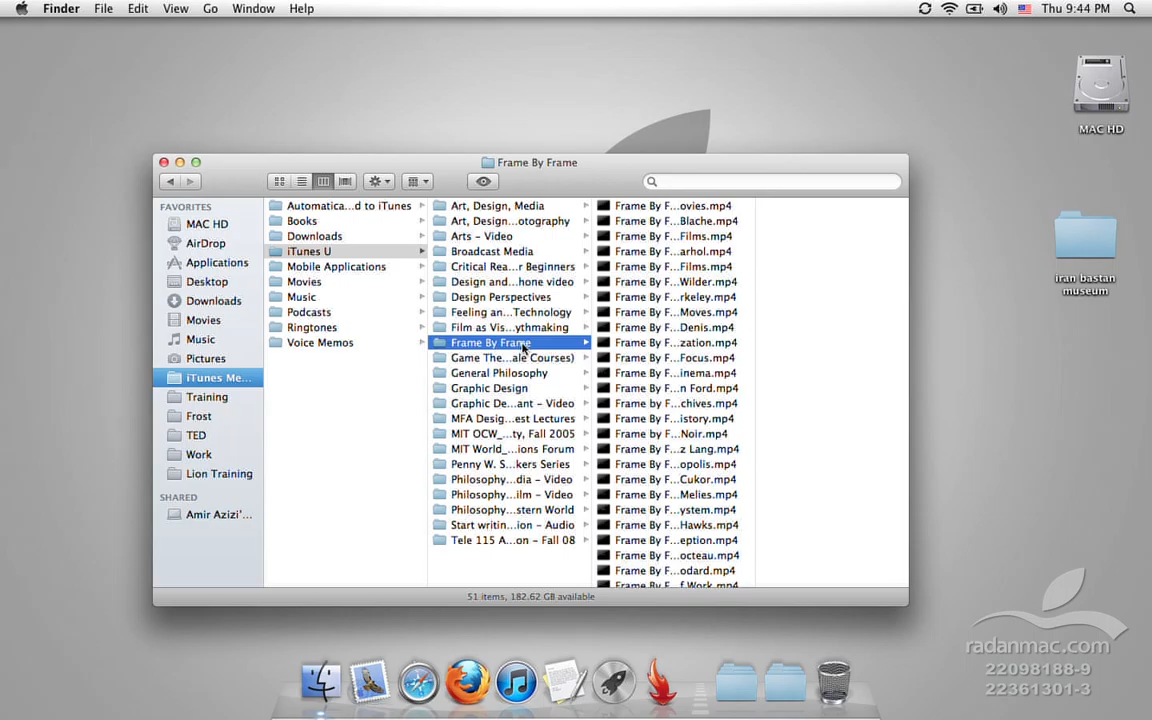 Finder File Edit View Go Window Help Thu 9:44 PM
MAC HD
iran bastan
museum
Frame By Frame
FAVORITES
MAC HD
AirDrop
Applications
Desktop
Downloads
Movies
Music
Pictures
iTunes Me...
Training
Frost
TED
Work
Lion Training
SHARED
Amir Azizi'...
Automatica...d to iTunes
Books
Downloads
iTunes U
Mobile Applications
Movies
Music
Podcasts
Ringtones
Voice Memos
Art, Design, Media
Art, Design...otography
Arts - Video
Broadcast Media
Critical Rea...r Beginners
Design and...hone video
Design Perspectives
Feeling an...Technology
Film as Vis...ythmaking
Frame By Frame
Game The...ale Courses)
General Philosophy
Graphic Design
Graphic De...ant - Video
MFA Desig...est Lectures
MIT OCW_...ty, Fall 2005
MIT World_...ions Forum
Penny W. S...kers Series
Philosophy...dia - Video
Philosophy...ilm - Video
Philosophy...stern World
Start writin...ion - Audio
Tele 115 A...on - Fall 08
Frame By F...ovies.mp4
Frame By F...Blache.mp4
Frame By F...Films.mp4
Frame By F...arhol.mp4
Frame By F...Films.mp4
Frame By F...Wilder.mp4
Frame By F...rkeley.mp4
Frame By F...Moves.mp4
Frame By F...Denis.mp4
Frame By F...zation.mp4
Frame By F...Focus.mp4
Frame By F...inema.mp4
Frame By F...n Ford.mp4
Frame By F...chives.mp4
Frame By F...istory.mp4
Frame by F...Noir.mp4
Frame By F...z Lang.mp4
Frame By F...opolis.mp4
Frame By F...Cukor.mp4
Frame By F...Melies.mp4
Frame By F...ystem.mp4
Frame By F...Hawks.mp4
Frame By F...eption.mp4
Frame By F...octeau.mp4
Frame By F...odard.mp4
Frame By F...f Work.mp4
51 items, 182.62 GB available
radanmac.com
22098188-9
22361301-3